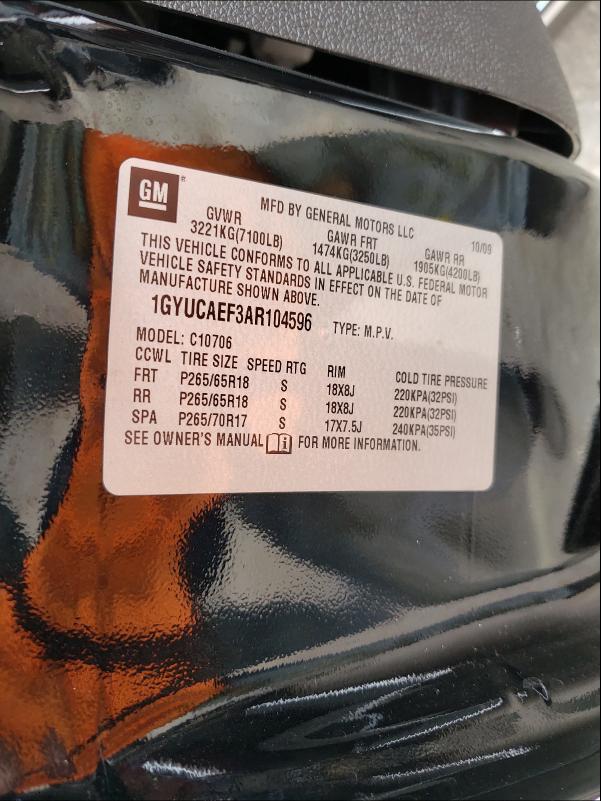 GM®
MFD BY GENERAL MOTORS LLC
10/09
GVWR GAWR FRT GAWR RR
3221KG(7100LB) 1474KG(3250LB) 1905KG(4200LB)
THIS VEHICLE CONFORMS TO ALL APPLICABLE U.S. FEDERAL MOTOR
VEHICLE SAFETY STANDARDS IN EFFECT ON THE DATE OF
MANUFACTURE SHOWN ABOVE.
1GYUCAEF3AR104596 TYPE: M.P.V.
MODEL: C10706
CCWL TIRE SIZE SPEED RTG RIM COLD TIRE PRESSURE
FRT P265/65R18 S 18X8J 220KPA(32PSI)
RR P265/65R18 S 18X8J 220KPA(32PSI)
SPA P265/70R17 S 17X7.5J 240KPA(35PSI)
SEE OWNER'S MANUAL FOR MORE INFORMATION.